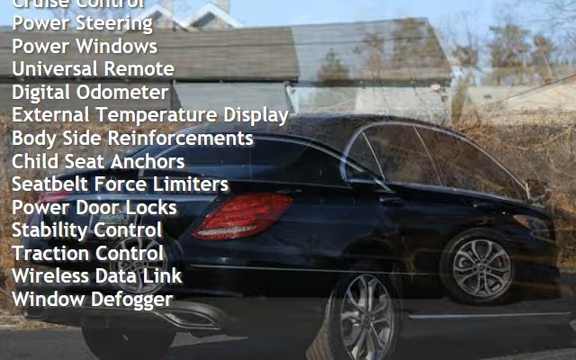 Cruise Control
Power Steering
Power Windows
Universal Remote
Digital Odometer
External Temperature Display
Body Side Reinforcements
Child Seat Anchors
Seatbelt Force Limiters
Power Door Locks
Stability Control
Traction Control
Wireless Data Link
Window Defogger